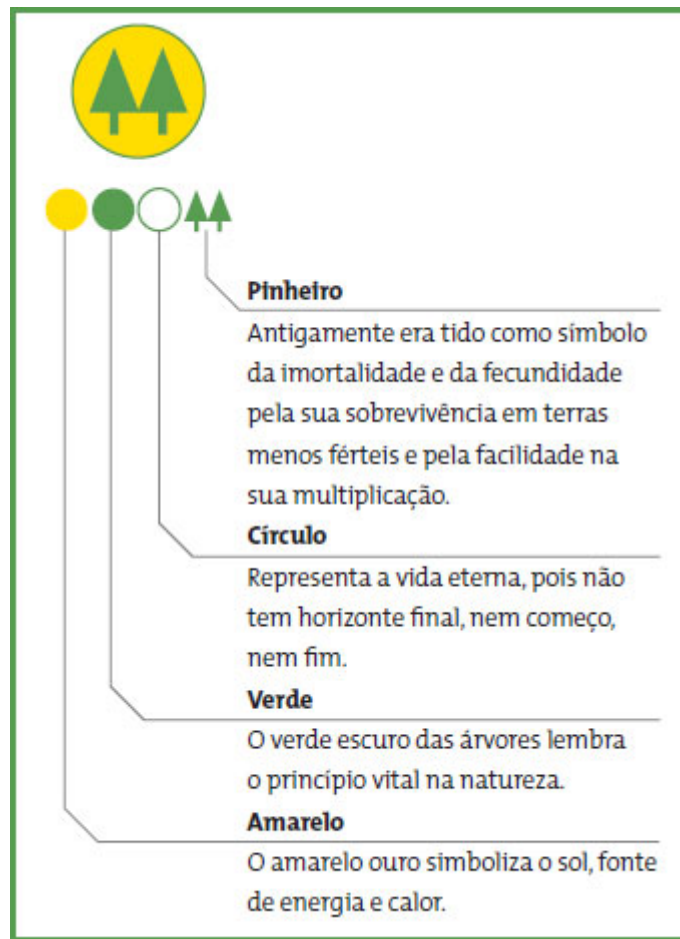 Pinheiro
Antigamente era tido como símbolo
da imortalidade e da fecundidade
pela sua sobrevivência em terras
menos férteis e pela facilidade na
sua multiplicação.
Círculo
Representa a vida eterna, pois não
tem horizonte final, nem começo,
nem fim.
Verde
O verde escuro das árvores lembra
o princípio vital na natureza.
Amarelo
O amarelo ouro simboliza o sol, fonte
de energia e calor.